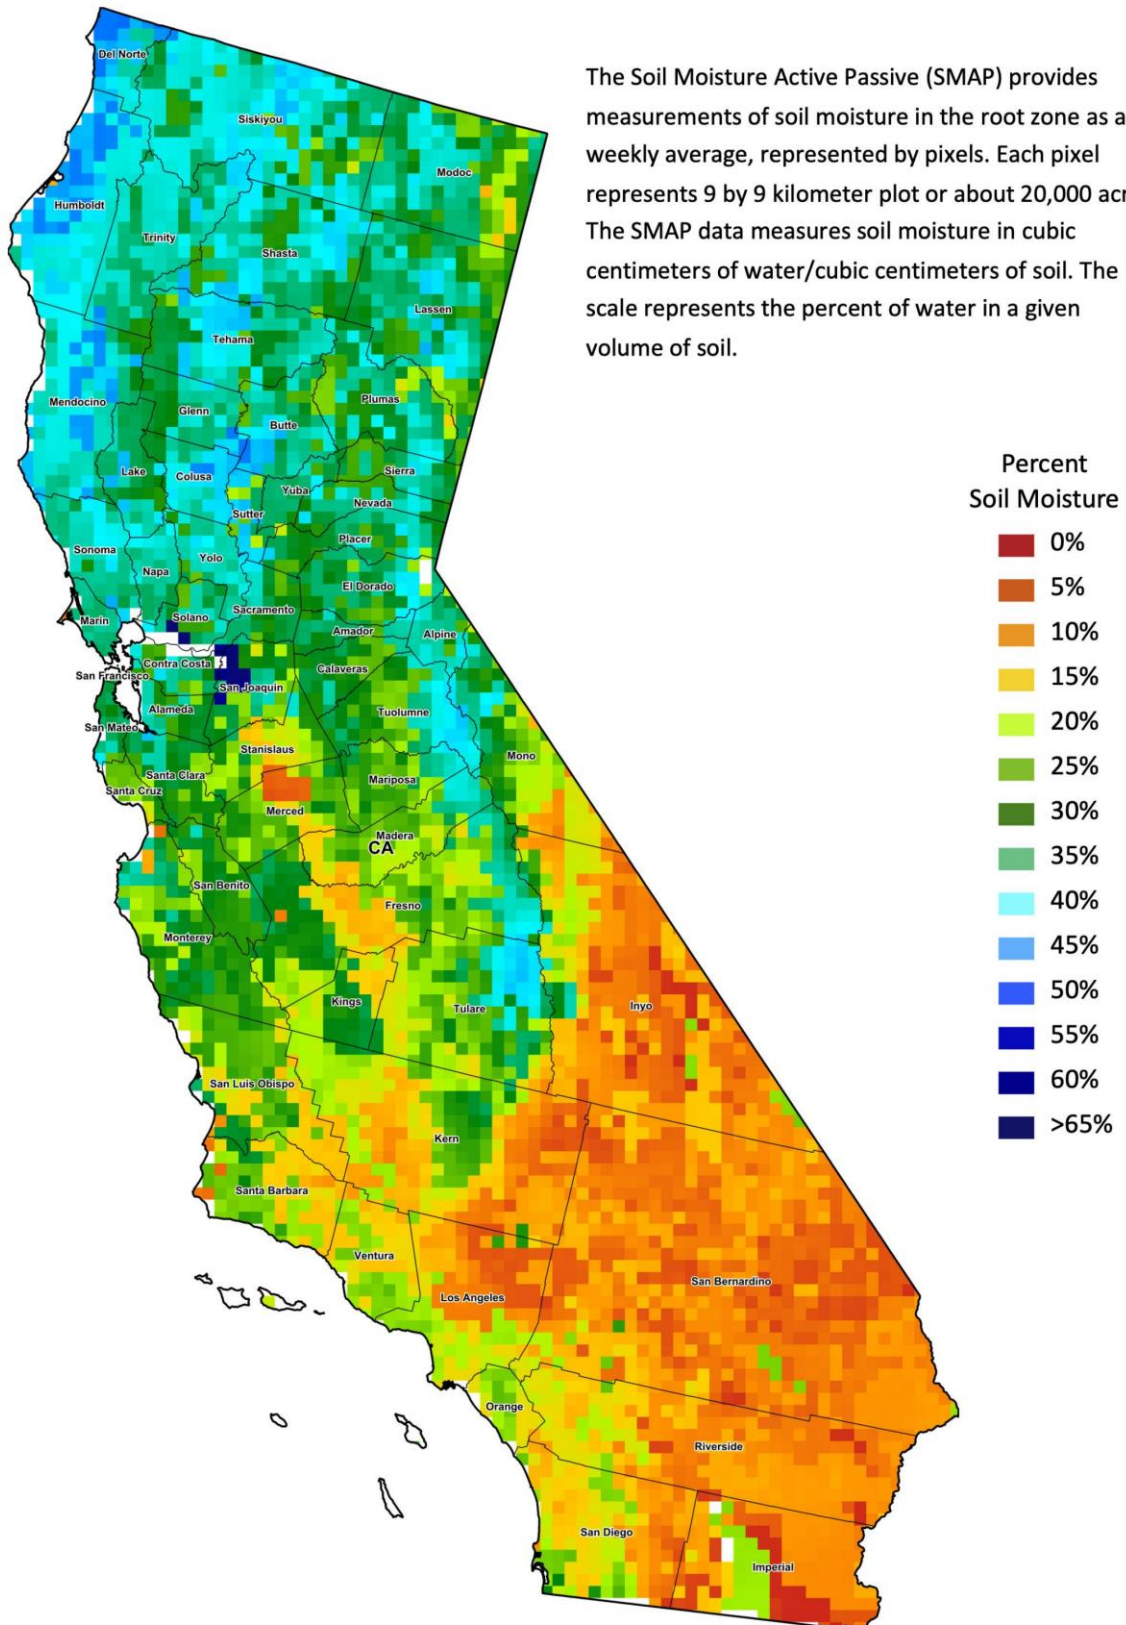 The Soil Moisture Active Passive (SMAP) provides
measurements of soil moisture in the root zone as a
weekly average, represented by pixels. Each pixel
represents 9 by 9 kilometer plot or about 20,000 acr
The SMAP data measures soil moisture in cubic
centimeters of water/cubic centimeters of soil. The
scale represents the percent of water in a given
volume of soil.
Percent
Soil Moisture
0%
5%
10%
15%
20%
25%
30%
35%
40%
45%
50%
55%
60%
>65%
Del Norte
Siskiyou
Modoc
Humboldt
Trinity
Shasta
Lassen
Tehama
Mendocino
Glenn
Plumas
Butte
Lake
Colusa
Sierra
Yuba
Nevada
Sutter
Placer
Sonoma
Yolo
Napa
El Dorado
Sacramento
Solano
Marin
Amador
Alpine
Contra Costa
Calaveras
San Francisco
San Joaquin
Alameda
Tuolumne
San Mateo
Stanislaus
Mono
Santa Clara
Mariposa
Santa Cruz
Merced
Madera
CA
San Benito
Fresno
Monterey
Kings
Tulare
Inyo
San Luis Obispo
Kern
Santa Barbara
Ventura
San Bernardino
Los Angeles
Orange
Riverside
San Diego
Imperial